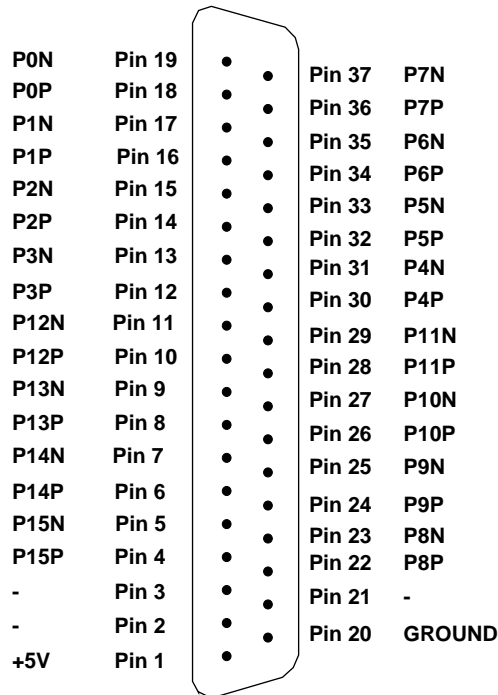 P0N Pin 19
P0P Pin 18
P1N Pin 17
P1P Pin 16
P2N Pin 15
P2P Pin 14
P3N Pin 13
P3P Pin 12
P12N Pin 11
P12P Pin 10
P13N Pin 9
P13P Pin 8
P14N Pin 7
P14P Pin 6
P15N Pin 5
P15P Pin 4
- Pin 3
- Pin 2
+5V Pin 1
Pin 37 P7N
Pin 36 P7P
Pin 35 P6N
Pin 34 P6P
Pin 33 P5N
Pin 32 P5P
Pin 31 P4N
Pin 30 P4P
Pin 29 P11N
Pin 28 P11P
Pin 27 P10N
Pin 26 P10P
Pin 25 P9N
Pin 24 P9P
Pin 23 P8N
Pin 22 P8P
Pin 21 -
Pin 20 GROUND